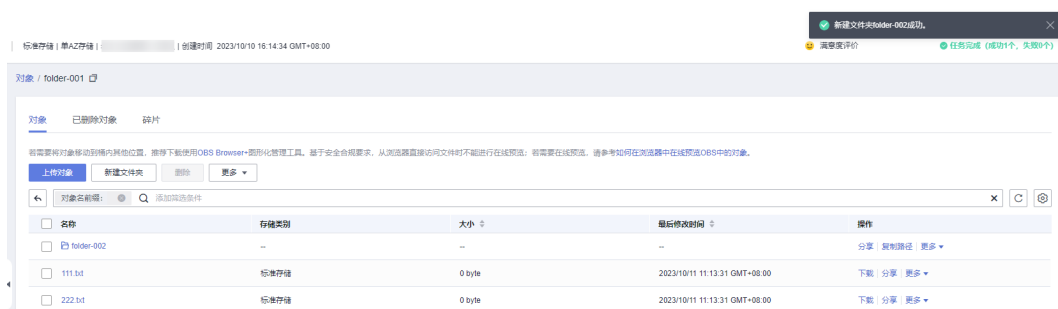 新建文件夹folder-002成功。
标准存储 | 单AZ存储 | | 创建时间 2023/10/10 16:14:34 GMT+08:00
满意度评价
任务完成（成功1个，失败0个）
对象 / folder-001
对象 已删除对象 碎片
若需要将对象移动到桶内其他位置，推荐下载使用OBS Browser+图形化管理工具。基于安全合规要求，从浏览器直接访问文件时不能进行在线预览；若需要在线预览，请参考如何在浏览器中在线预览OBS中的对象。
上传对象 新建文件夹 删除 更多
对象名前缀： 添加筛选条件
名称 存储类别 大小 最后修改时间 操作
folder-002 -- -- -- 分享 复制路径 更多
111.txt 标准存储 0 byte 2023/10/11 11:13:31 GMT+08:00 下载 分享 更多
222.txt 标准存储 0 byte 2023/10/11 11:13:31 GMT+08:00 下载 分享 更多